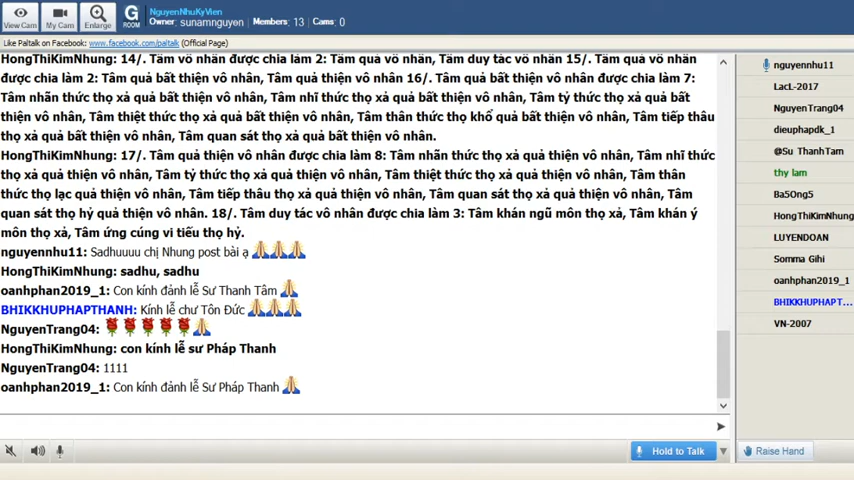 View Cam
My Cam
Enlarge
G
ROOM
NguyenNhuKyVien
Owner: sunamnguyen Members: 13 Cams: 0
Like Paltalk on Facebook: www.facebook.com/paltalk (Official Page)
HongThiKimNhung: 14/. Tâm vô nhân được chia làm 2: Tâm quả vô nhân, Tâm duy tác vô nhân 15/. Tâm quả vô nhân
được chia làm 2: Tâm quả bất thiện vô nhân, Tâm quả thiện vô nhân 16/. Tâm quả bất thiện vô nhân được chia làm 7:
Tâm nhãn thức thọ xả quả bất thiện vô nhân, Tâm nhĩ thức thọ xả quả bất thiện vô nhân, Tâm tỷ thức thọ xả quả bất
thiện vô nhân, Tâm thiệt thức thọ xả quả bất thiện vô nhân, Tâm thân thức thọ khổ quả bất thiện vô nhân, Tâm tiếp thâu
thọ xả quả bất thiện vô nhân, Tâm quan sát thọ xả quả bất thiện vô nhân.
HongThiKimNhung: 17/. Tâm quả thiện vô nhân được chia làm 8: Tâm nhãn thức thọ xả quả thiện vô nhân, Tâm nhĩ thức
thọ xả quả thiện vô nhân, Tâm tỷ thức thọ xả quả thiện vô nhân, Tâm thiệt thức thọ xả quả thiện vô nhân, Tâm thân
thức thọ lạc quả thiện vô nhân, Tâm tiếp thâu thọ xả quả thiện vô nhân, Tâm quan sát thọ xả quả thiện vô nhân, Tâm
quan sát thọ hỷ quả thiện vô nhân. 18/. Tâm duy tác vô nhân được chia làm 3: Tâm khán ngũ môn thọ xả, Tâm khán ý
môn thọ xả, Tâm ứng cúng vi tiếu thọ hỷ.
nguyennhu11: Sadhuuuu chị Nhung post bài ạ
HongThiKimNhung: sadhu, sadhu
oanhphan2019_1: Con kính đảnh lễ Sư Thanh Tâm
BHIKKHUPHAPTHANH: Kính lễ chư Tôn Đức
NguyenTrang04:
HongThiKimNhung: con kính lễ sư Pháp Thanh
NguyenTrang04: 1111
oanhphan2019_1: Con kính đảnh lễ Sư Pháp Thanh
Hold to Talk
nguyennhu11
LacL-2017
NguyenTrang04
dieuphapdk_1
@Su ThanhTam
thy lam
Ba5Ong5
HongThiKimNhung
LUYENDOAN
Somma Gihi
oanhphan2019_1
BHIKKHUPHAPT...
VN-2007
Raise Hand